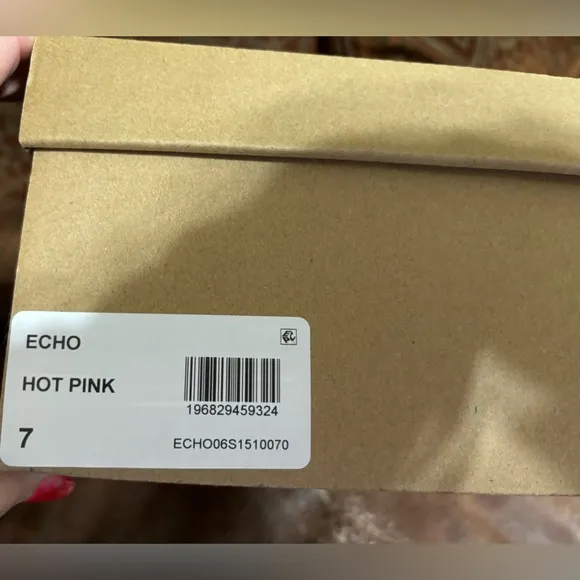 ECHO
HOT PINK
196829459324
7
ECHO06S1510070